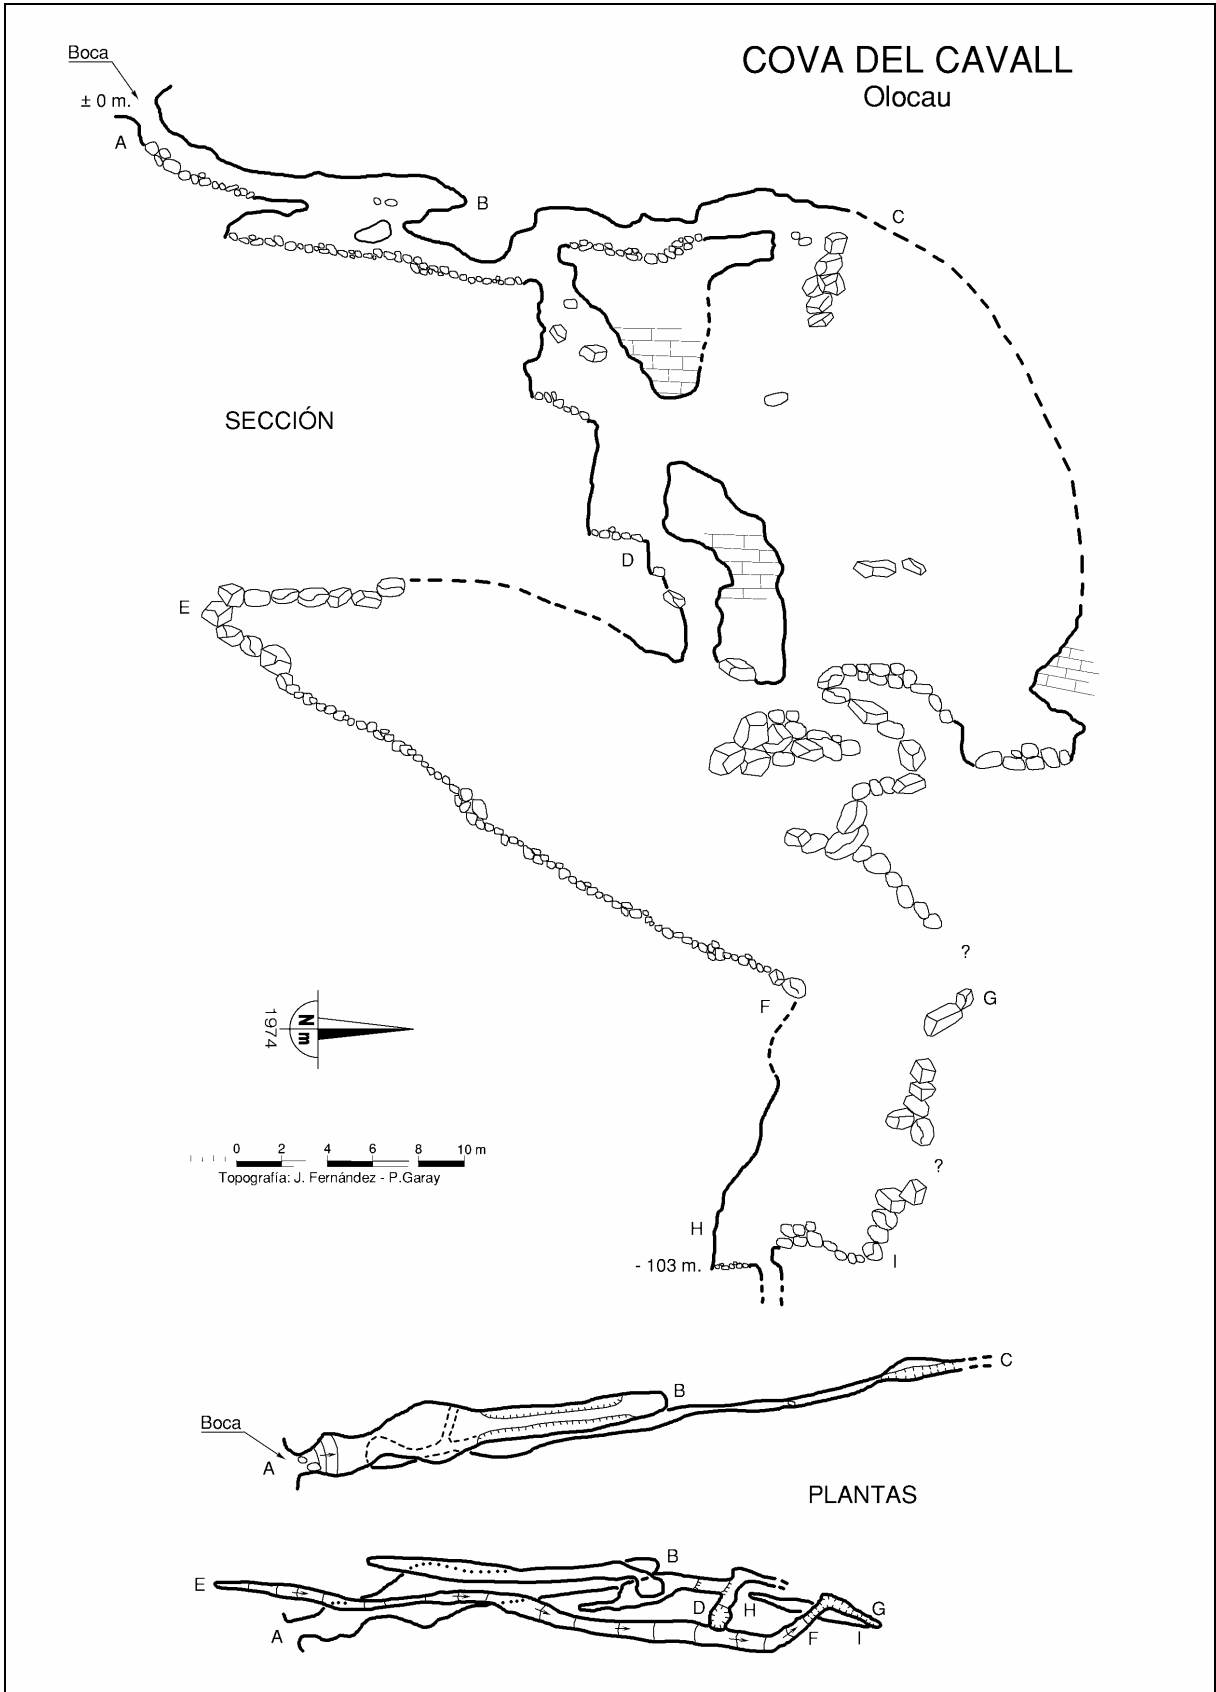 COVA DEL CAVALL
Olocau
Boca
± 0 m.
A
B
C
SECCIÓN
D
E
?
F
G
N m
1974
0 2 4 6 8 10 m
Topografía: J. Fernández - P.Garay
?
H
- 103 m.
I
C
B
Boca
A
PLANTAS
B
E
D
H
G
A
F
I